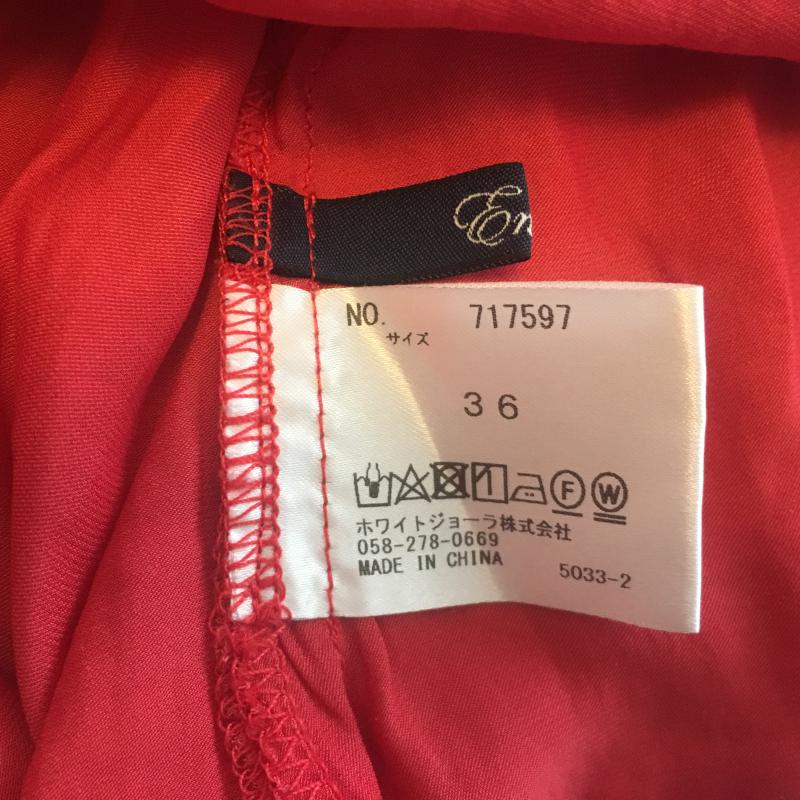 En
NO. 717597
サイズ
36
F W
ホワイトジョーラ株式会社
058-278-0669
MADE IN CHINA 5033-2